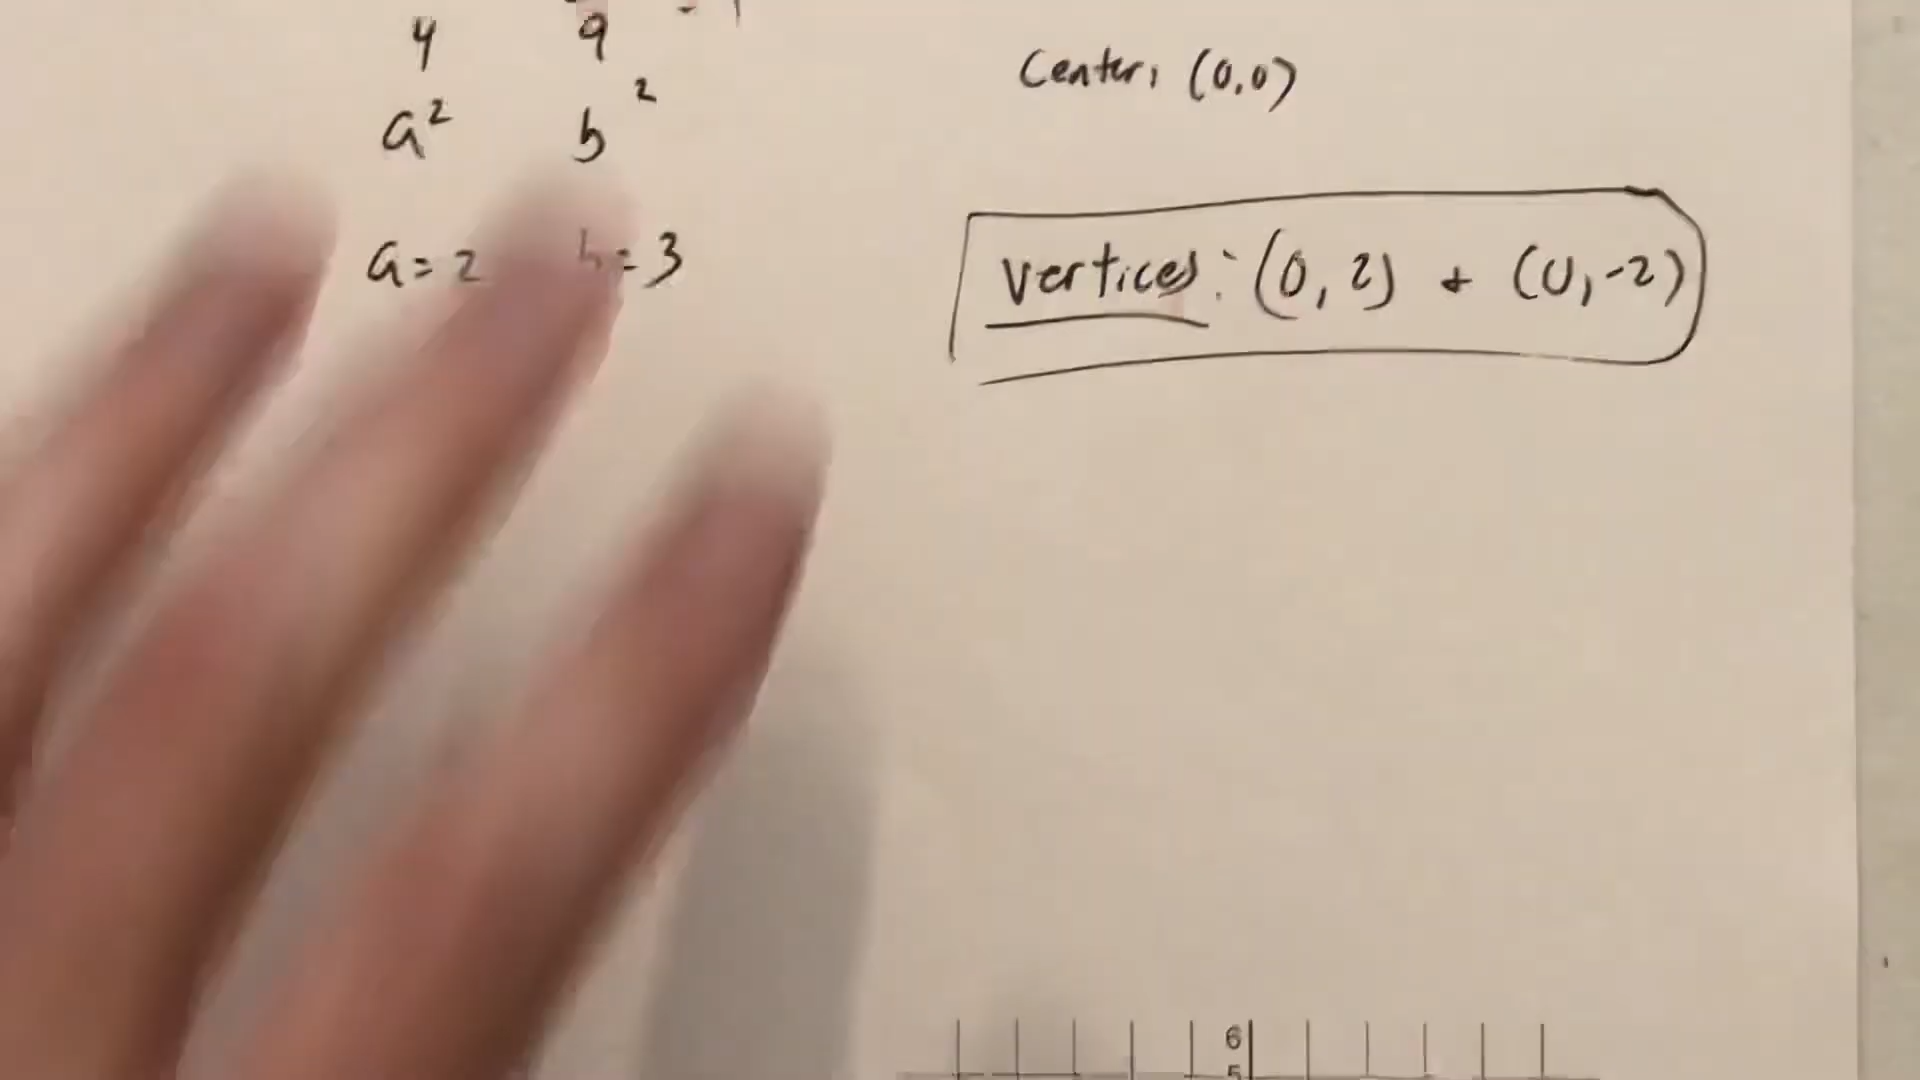 4 9
a² b²
a=2 b=3
Center: (0,0)
vertices: (0, 2) + (0,-2)
6
5